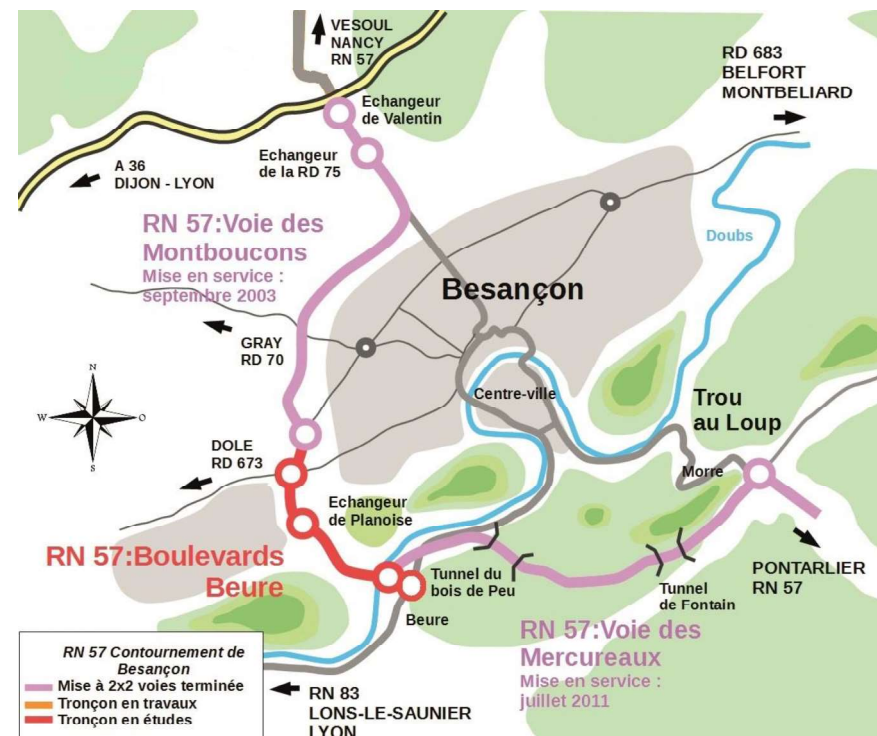 VESOUL
NANCY
RN 57
RD 683
BELFORT
MONTBELIARD
Echangeur
de Valentin
Echangeur
de la RD 75
A 36
DIJON - LYON
RN 57:Voie des
Montboucons
Mise en service :
septembre 2003
Doubs
Besançon
GRAY
RD 70
Centre-ville
Trou
au Loup
N
W
O
S
DOLE
RD 673
Morre
Echangeur
de Planoise
RN 57:Boulevards
Beure
Tunnel du
bois de Peu
Beure
Tunnel
de Fontain
PONTARLIER
RN 57
RN 57:Voie des
Mercureaux
Mise en service :
juillet 2011
RN 57 Contournement de
Besançon
Mise à 2x2 voies terminée
Tronçon en travaux
Tronçon en études
RN 83
LONS-LE-SAUNIER
LYON